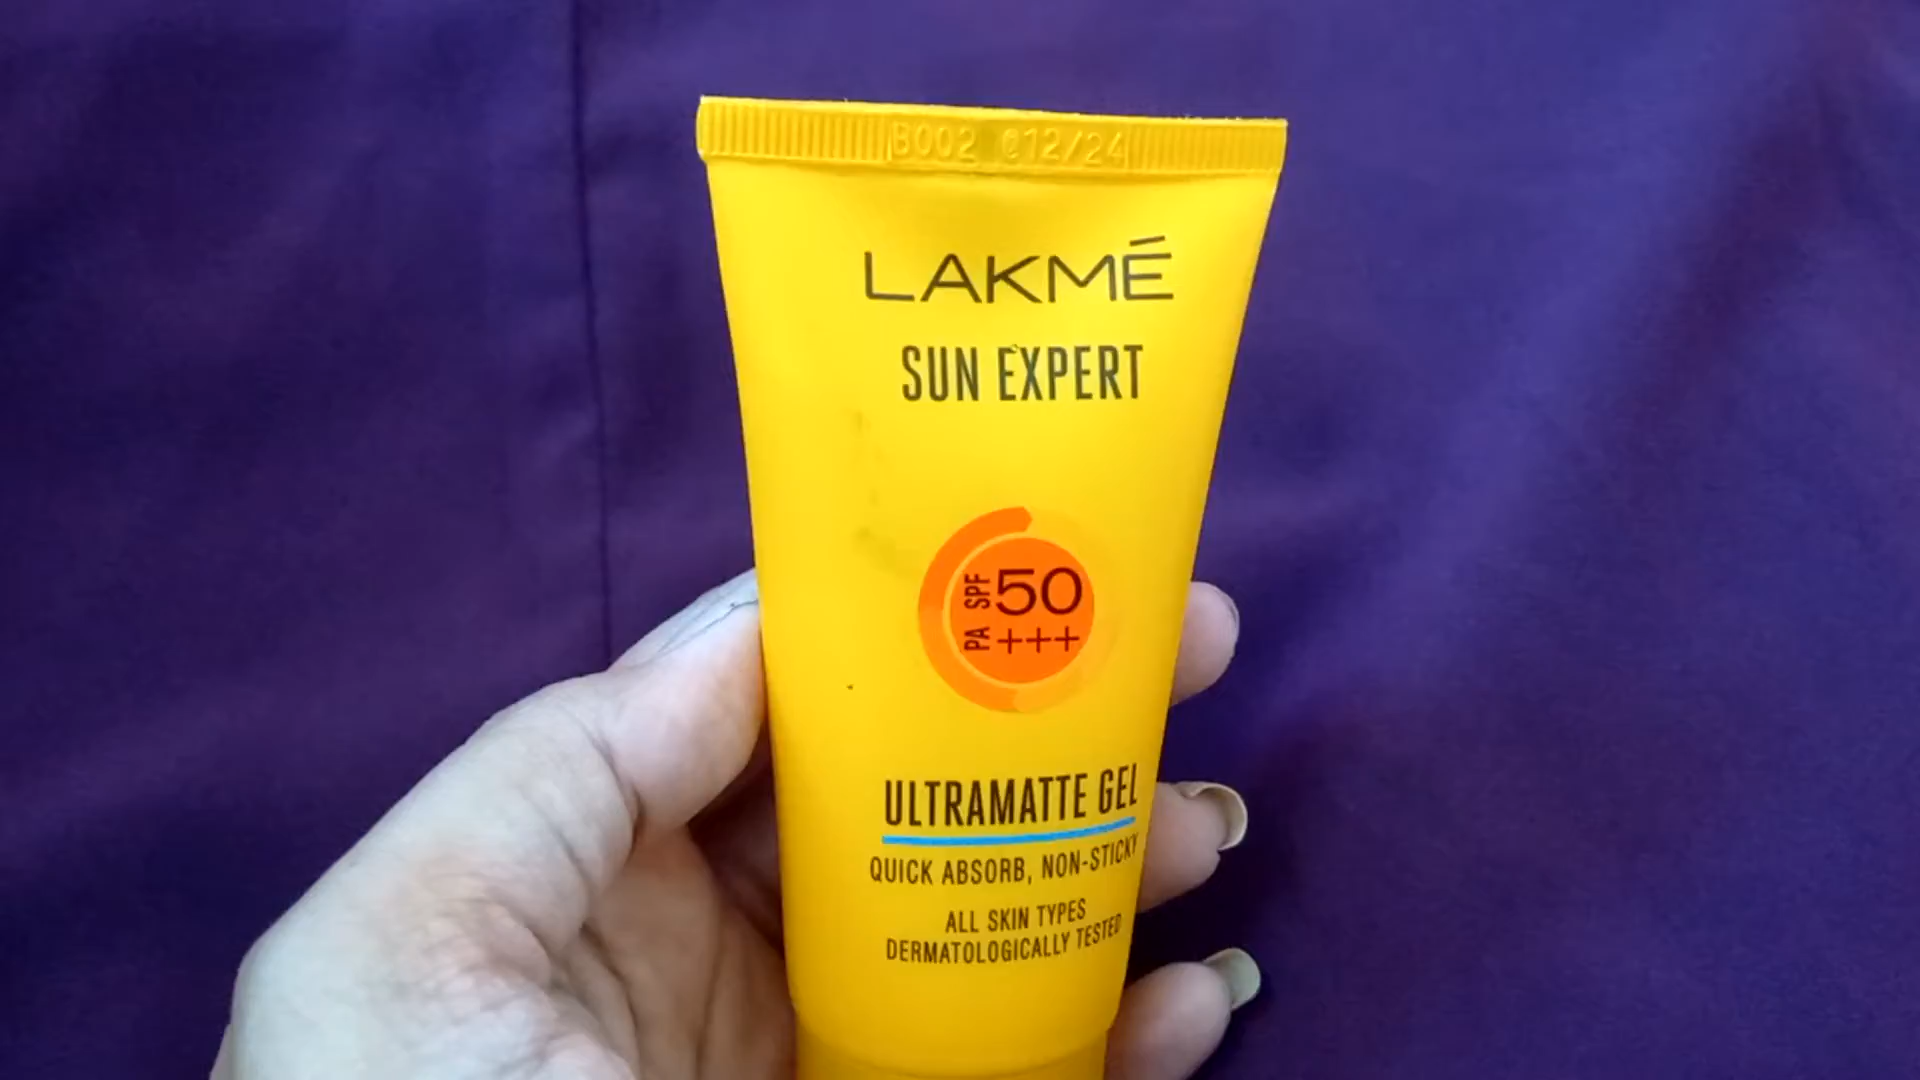 B002 @12/24
LAKMÉ
SUN EXPERT
SPF 50
PA +++
ULTRAMATTE GEL
QUICK ABSORB, NON-STICKY
ALL SKIN TYPES
DERMATOLOGICALLY TESTED